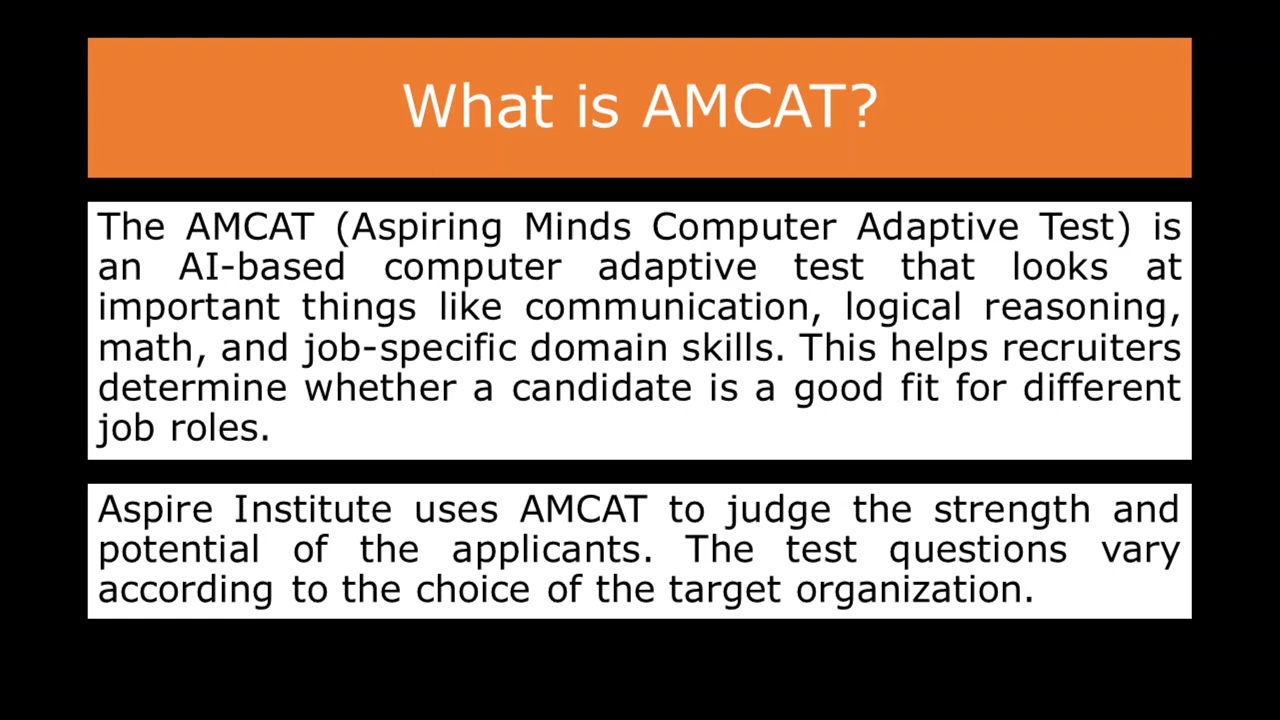 What is AMCAT?
The AMCAT (Aspiring Minds Computer Adaptive Test) is
an AI-based computer adaptive test that looks at
important things like communication, logical reasoning,
math, and job-specific domain skills. This helps recruiters
determine whether a candidate is a good fit for different
job roles.
Aspire Institute uses AMCAT to judge the strength and
potential of the applicants. The test questions vary
according to the choice of the target organization.